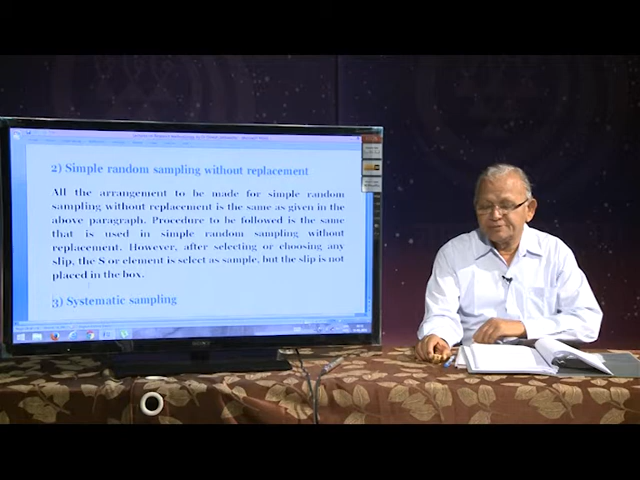 2) Simple random sampling without replacement
All the arrangement to be made for simple random
sampling without replacement is the same as given in the
above paragraph. Procedure to be followed is the same
that is used in simple random sampling without
replacement. However, after selecting or choosing any
slip, the S or element is select as sample, but the slip is not
placed in the box.
3) Systematic sampling